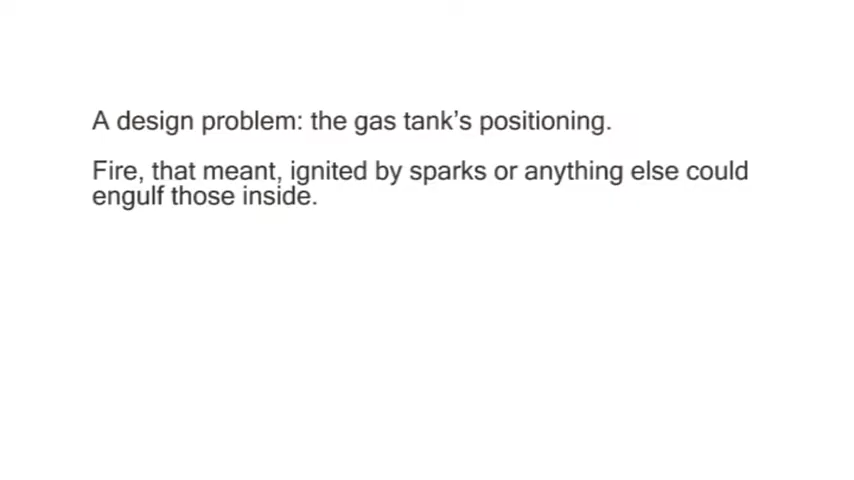 A design problem: the gas tank’s positioning.
Fire, that meant, ignited by sparks or anything else could
engulf those inside.